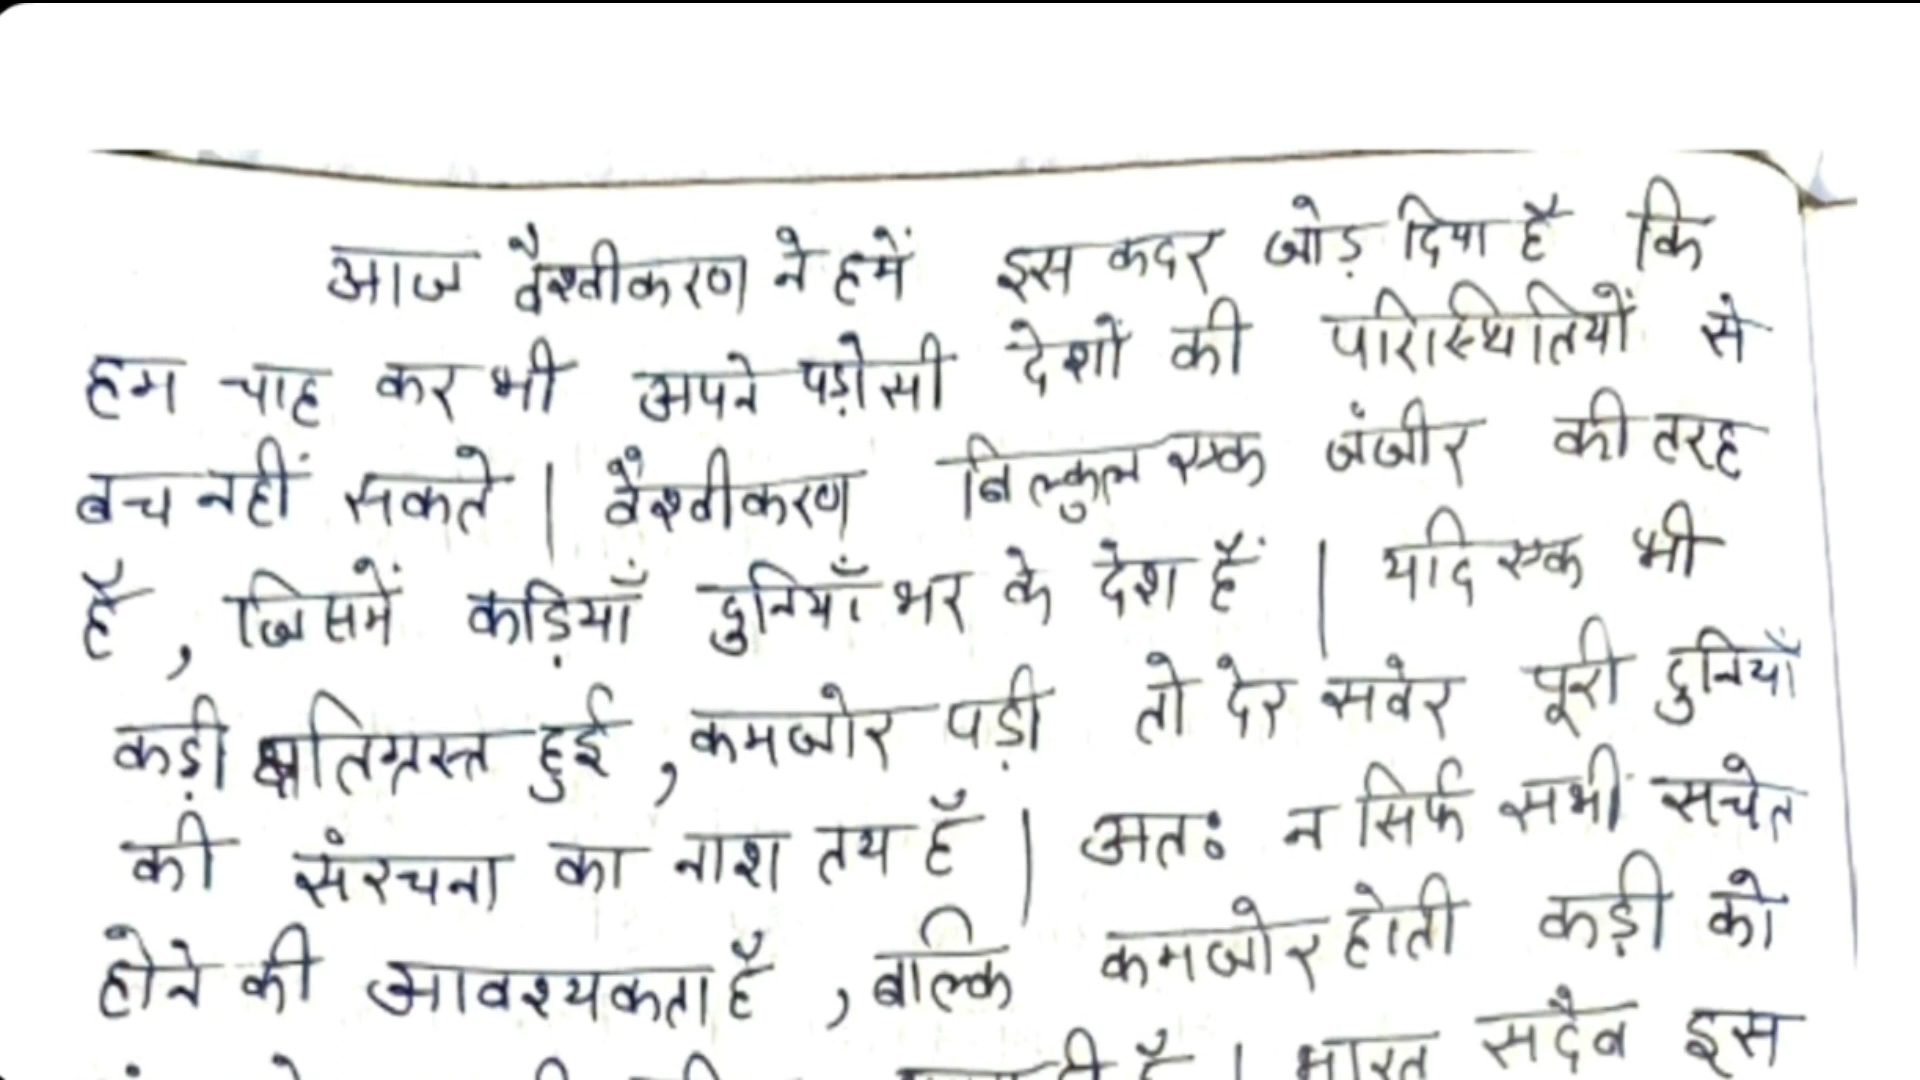 आज वैश्वीकरण ने हमें इस कदर जोड़ दिया है कि
हम चाह कर भी अपने पड़ोसी देशों की परिस्थितियों से
बच नहीं सकते | वैश्वीकरण बिल्कुल एक जंजीर की तरह
है , जिसमें कड़ियाँ दुनियाँ भर के देश हैं | यदि एक भी
कड़ी क्षतिग्रस्त हुई , कमजोर पड़ी तो देर सवेर पूरी दुनियाँ
की संरचना का नाश तय है | अतः न सिर्फ सभी सचेत
होने की आवश्यकता है , बल्कि कमजोर होती कड़ी को
है | भारत सदैव इस